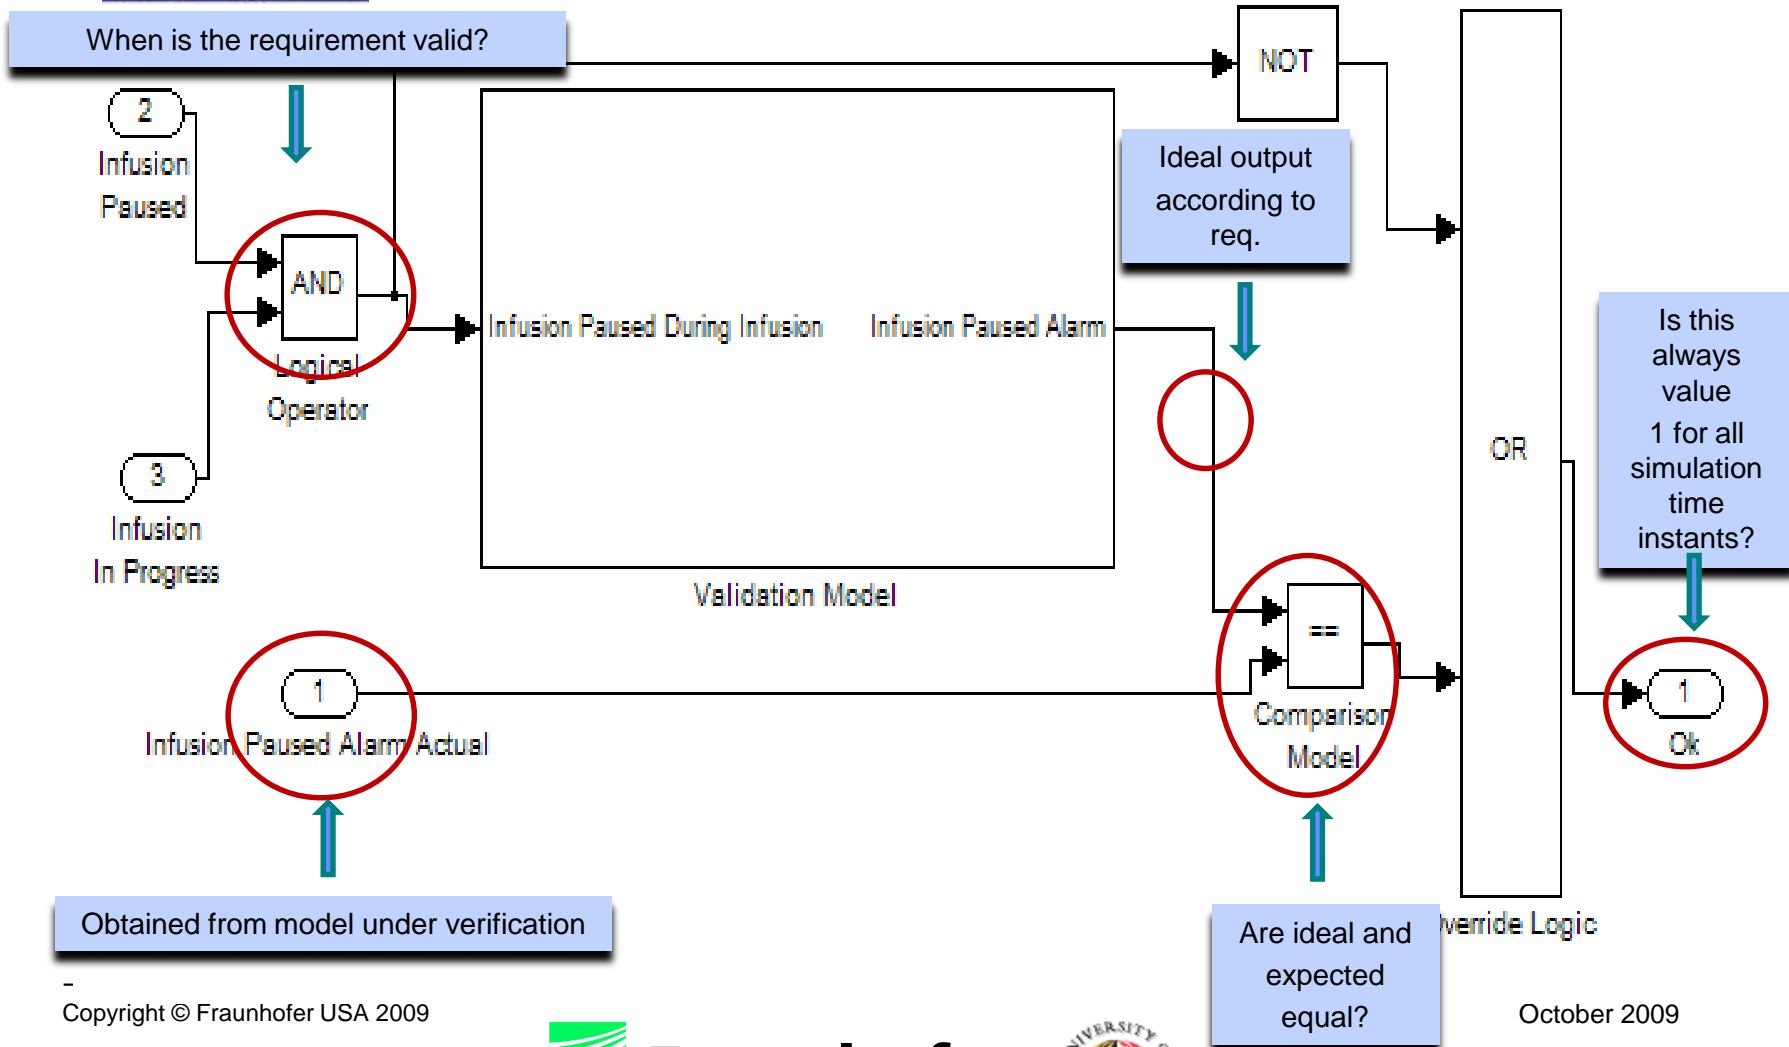 When is the requirement valid?
2
Infusion
Paused
AND
Logical
Operator
3
Infusion
In Progress
Infusion Paused During Infusion
Infusion Paused Alarm
Validation Model
NOT
Ideal output
according to
req.
OR
Is this
always
value
1 for all
simulation
time
instants?
1
Infusion Paused Alarm Actual
==
Comparison
Model
1
Ok
Obtained from model under verification
Are ideal and
expected
equal?
verride Logic
-
Copyright © Fraunhofer USA 2009
October 2009